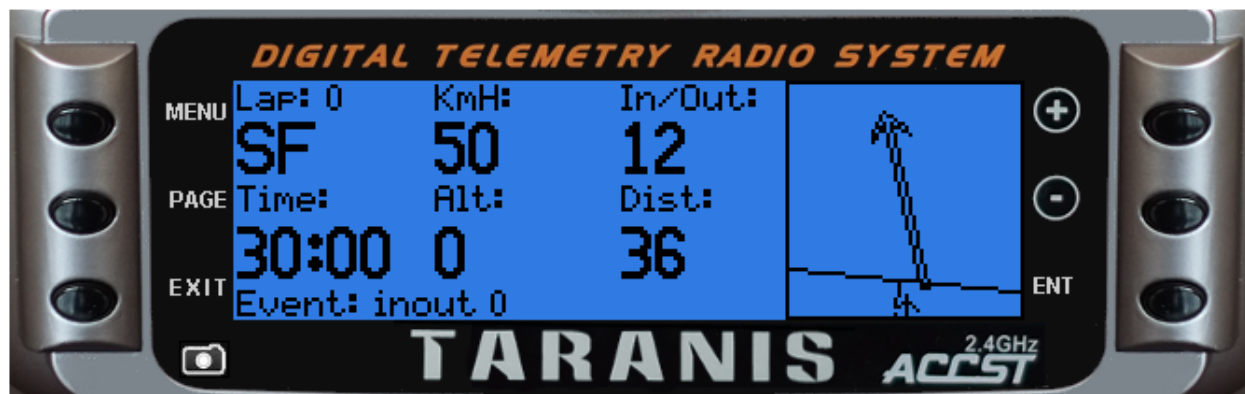 DIGITAL TELEMETRY RADIO SYSTEM
MENU
Lap: 0 KmH: In/Out:
SF 50 12
PAGE
Time: Alt: Dist:
30:00 0 36
EXIT
ENT
Event: inout 0
TARANIS
2.4GHz
ACCST